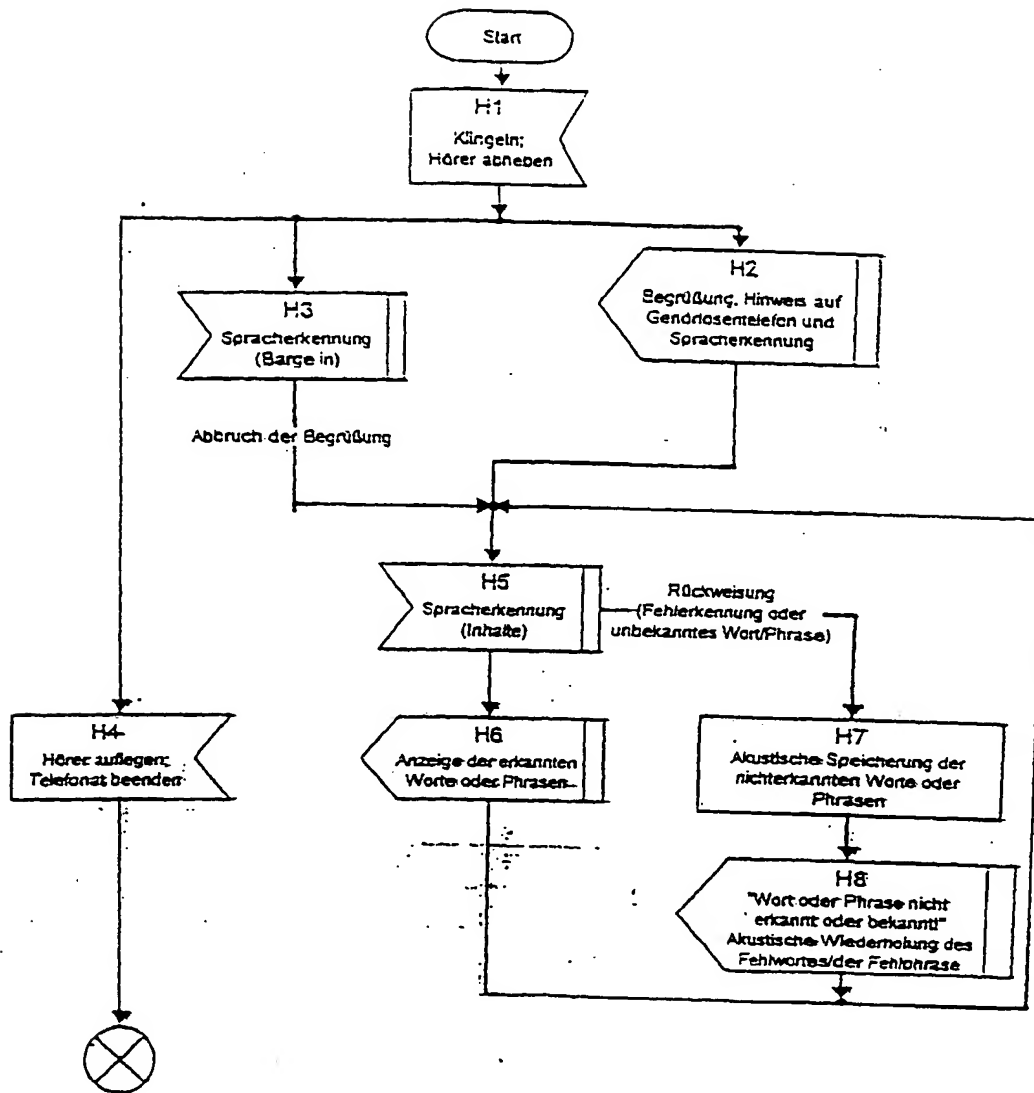 Start
H1
Klingeln;
Hörer abheben
H2
Begrüßung, Hinweis auf
Gehörlosentelefon und
Spracherkennung
H3
Spracherkennung
(Barge in)
Abbruch der Begrüßung
H5
Spracherkennung
(Inhalte)
Rückweisung
(Fehlerkennung oder
unbekanntes Wort/Phrase)
H4
Hörer auflegen;
Telefonat beenden
H6
Anzeige der erkannten
Worte oder Phrasen
H7
Akustische Speicherung der
nichterkannten Worte oder
Phrasen
H8
"Wort oder Phrase nicht
erkannt oder bekannt!"
Akustische Wiederholung des
Fehlwortes/der Fehlphrase